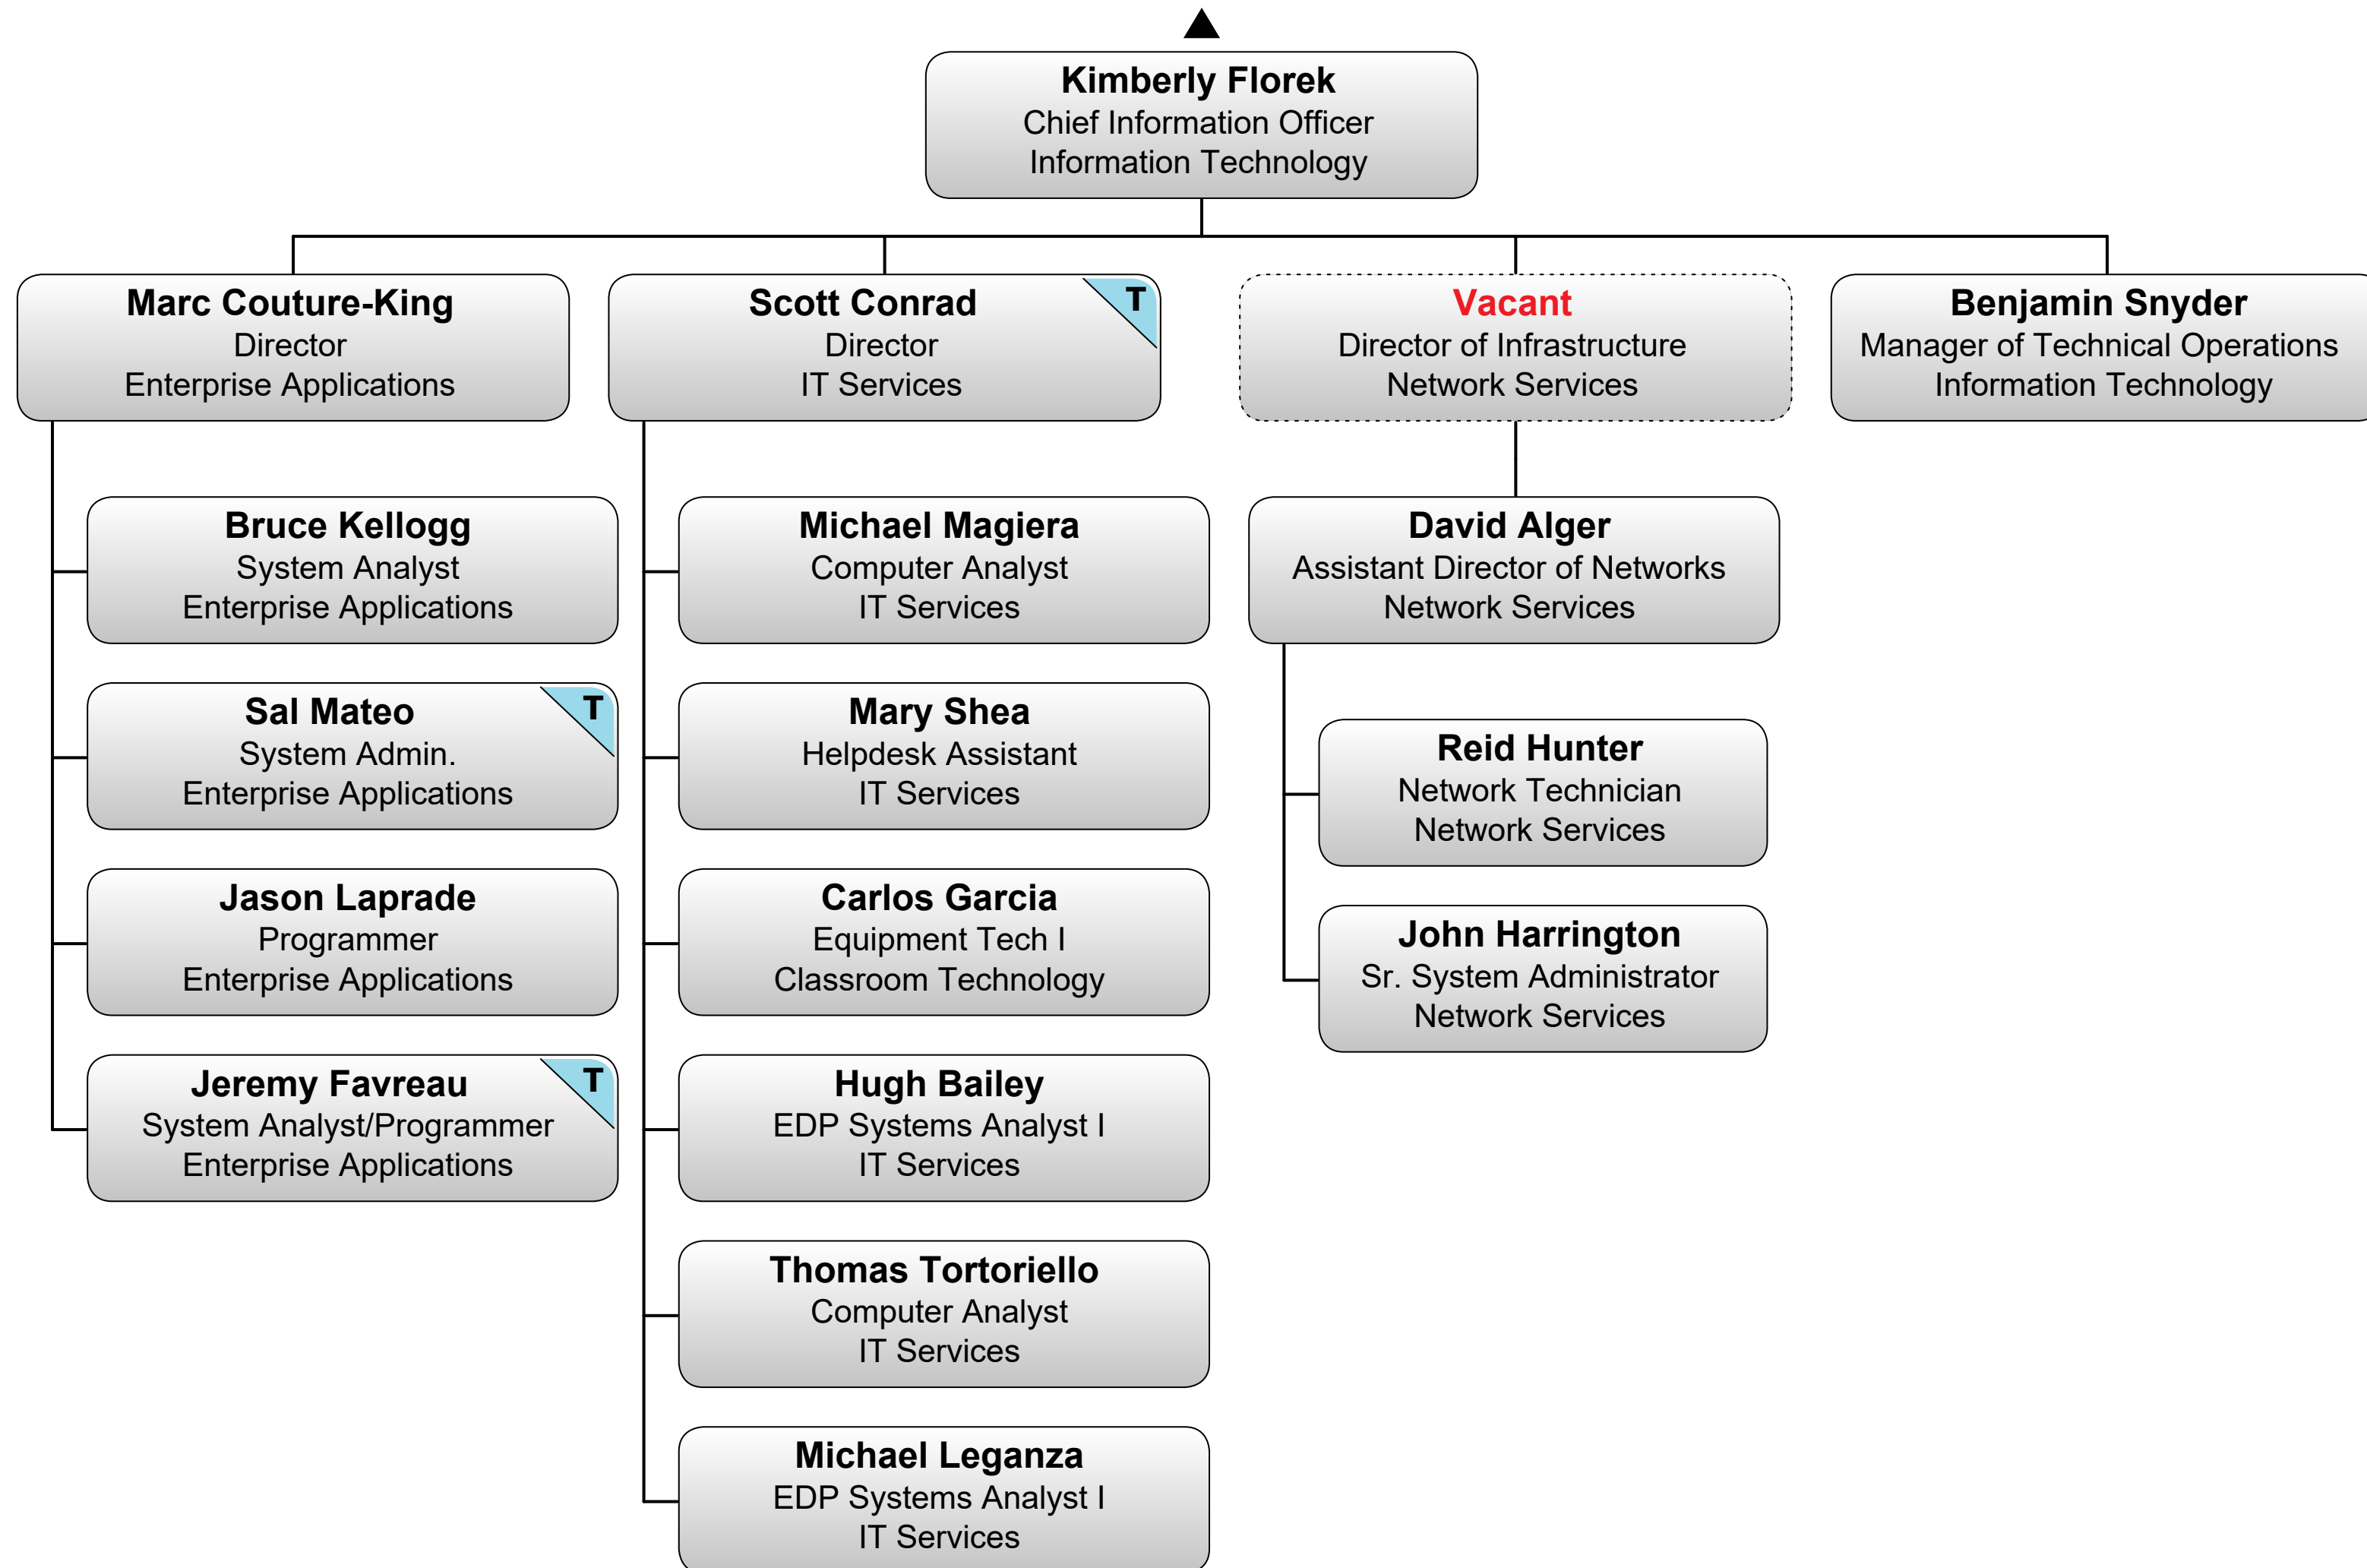 Kimberly Florek
Chief Information Officer
Information Technology
Marc Couture-King
Director
Enterprise Applications
Scott Conrad
Director
IT Services
T
Vacant
Director of Infrastructure
Network Services
Benjamin Snyder
Manager of Technical Operations
Information Technology
Bruce Kellogg
System Analyst
Enterprise Applications
Sal Mateo
System Admin.
Enterprise Applications
T
Jason Laprade
Programmer
Enterprise Applications
Jeremy Favreau
System Analyst/Programmer
Enterprise Applications
T
Michael Magiera
Computer Analyst
IT Services
Mary Shea
Helpdesk Assistant
IT Services
Carlos Garcia
Equipment Tech I
Classroom Technology
Hugh Bailey
EDP Systems Analyst I
IT Services
Thomas Tortoriello
Computer Analyst
IT Services
Michael Leganza
EDP Systems Analyst I
IT Services
David Alger
Assistant Director of Networks
Network Services
Reid Hunter
Network Technician
Network Services
John Harrington
Sr. System Administrator
Network Services